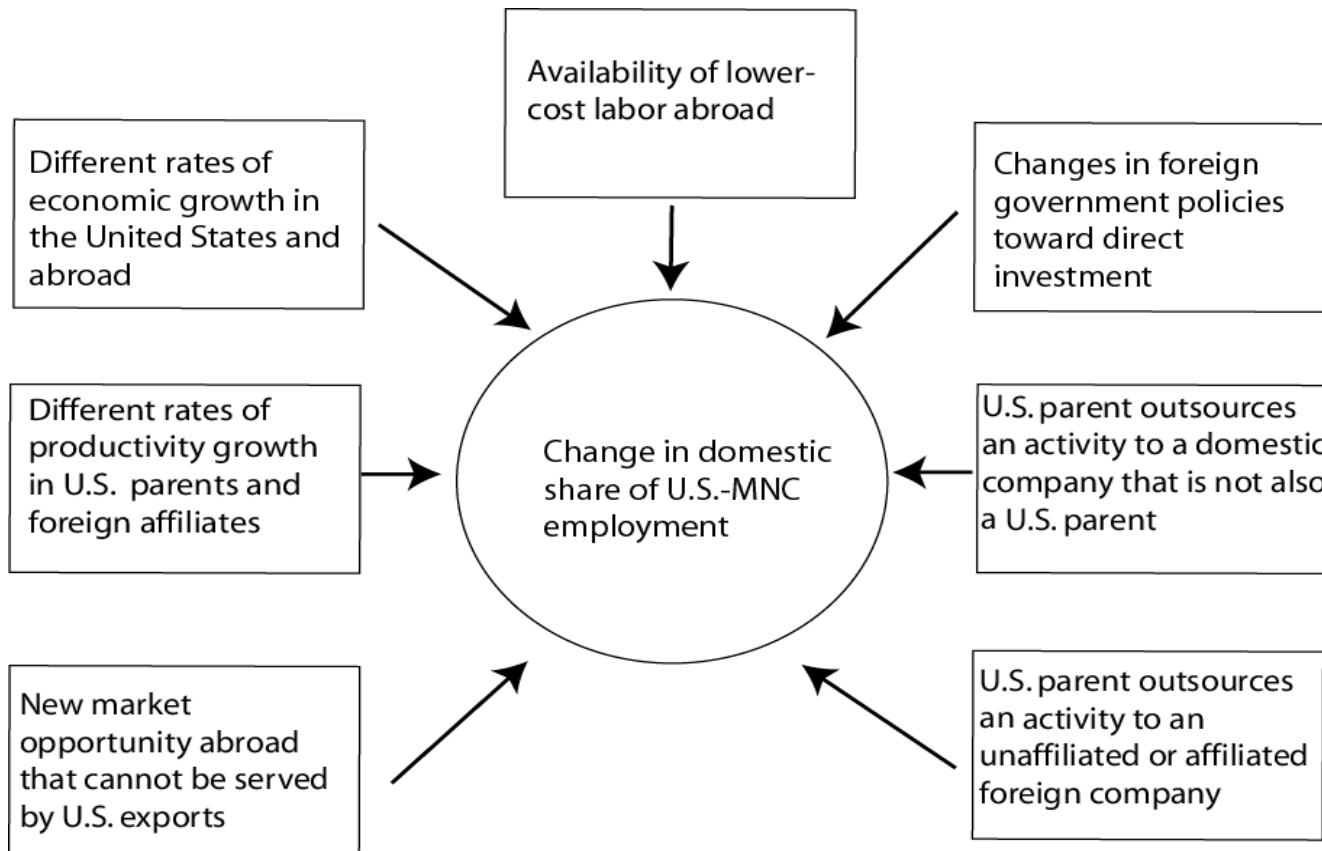 Availability of lower-
cost labor abroad
Different rates of
economic growth in
the United States and
abroad
Changes in foreign
government policies
toward direct
investment
Different rates of
productivity growth
in U.S. parents and
foreign affiliates
Change in domestic
share of U.S.-MNC
employment
U.S. parent outsources
an activity to a domestic
company that is not also
a U.S. parent
New market
opportunity abroad
that cannot be served
by U.S. exports
U.S. parent outsources
an activity to an
unaffiliated or affiliated
foreign company